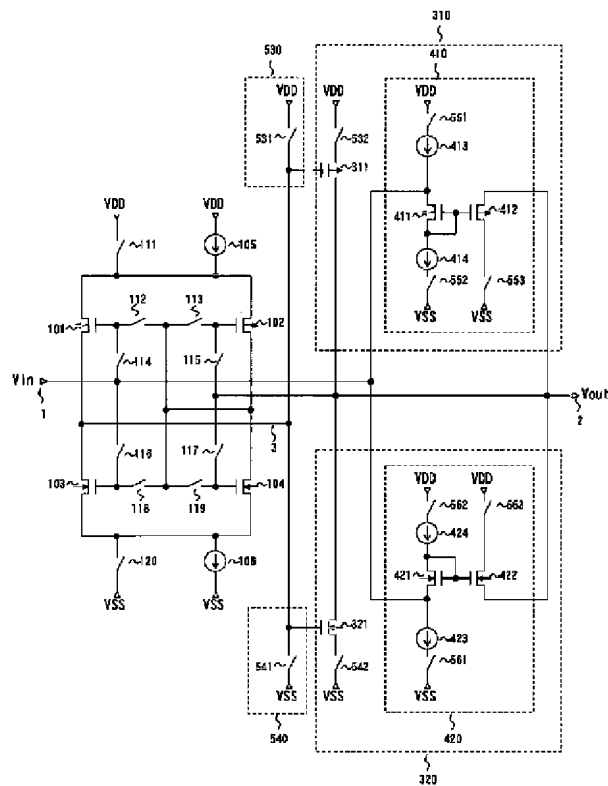 310
530
410
VDD
VDD
VDD
551
531
532
413
311
411
412
VDD
VDD
111
105
414
552
553
VSS
VSS
112
113
101
102
114
115
Vin
1
Vout
2
3
116
117
103
104
118
119
VDD
VDD
562
563
424
120
106
421
422
VSS
VSS
321
423
541
542
561
VSS
VSS
VSS
540
420
320